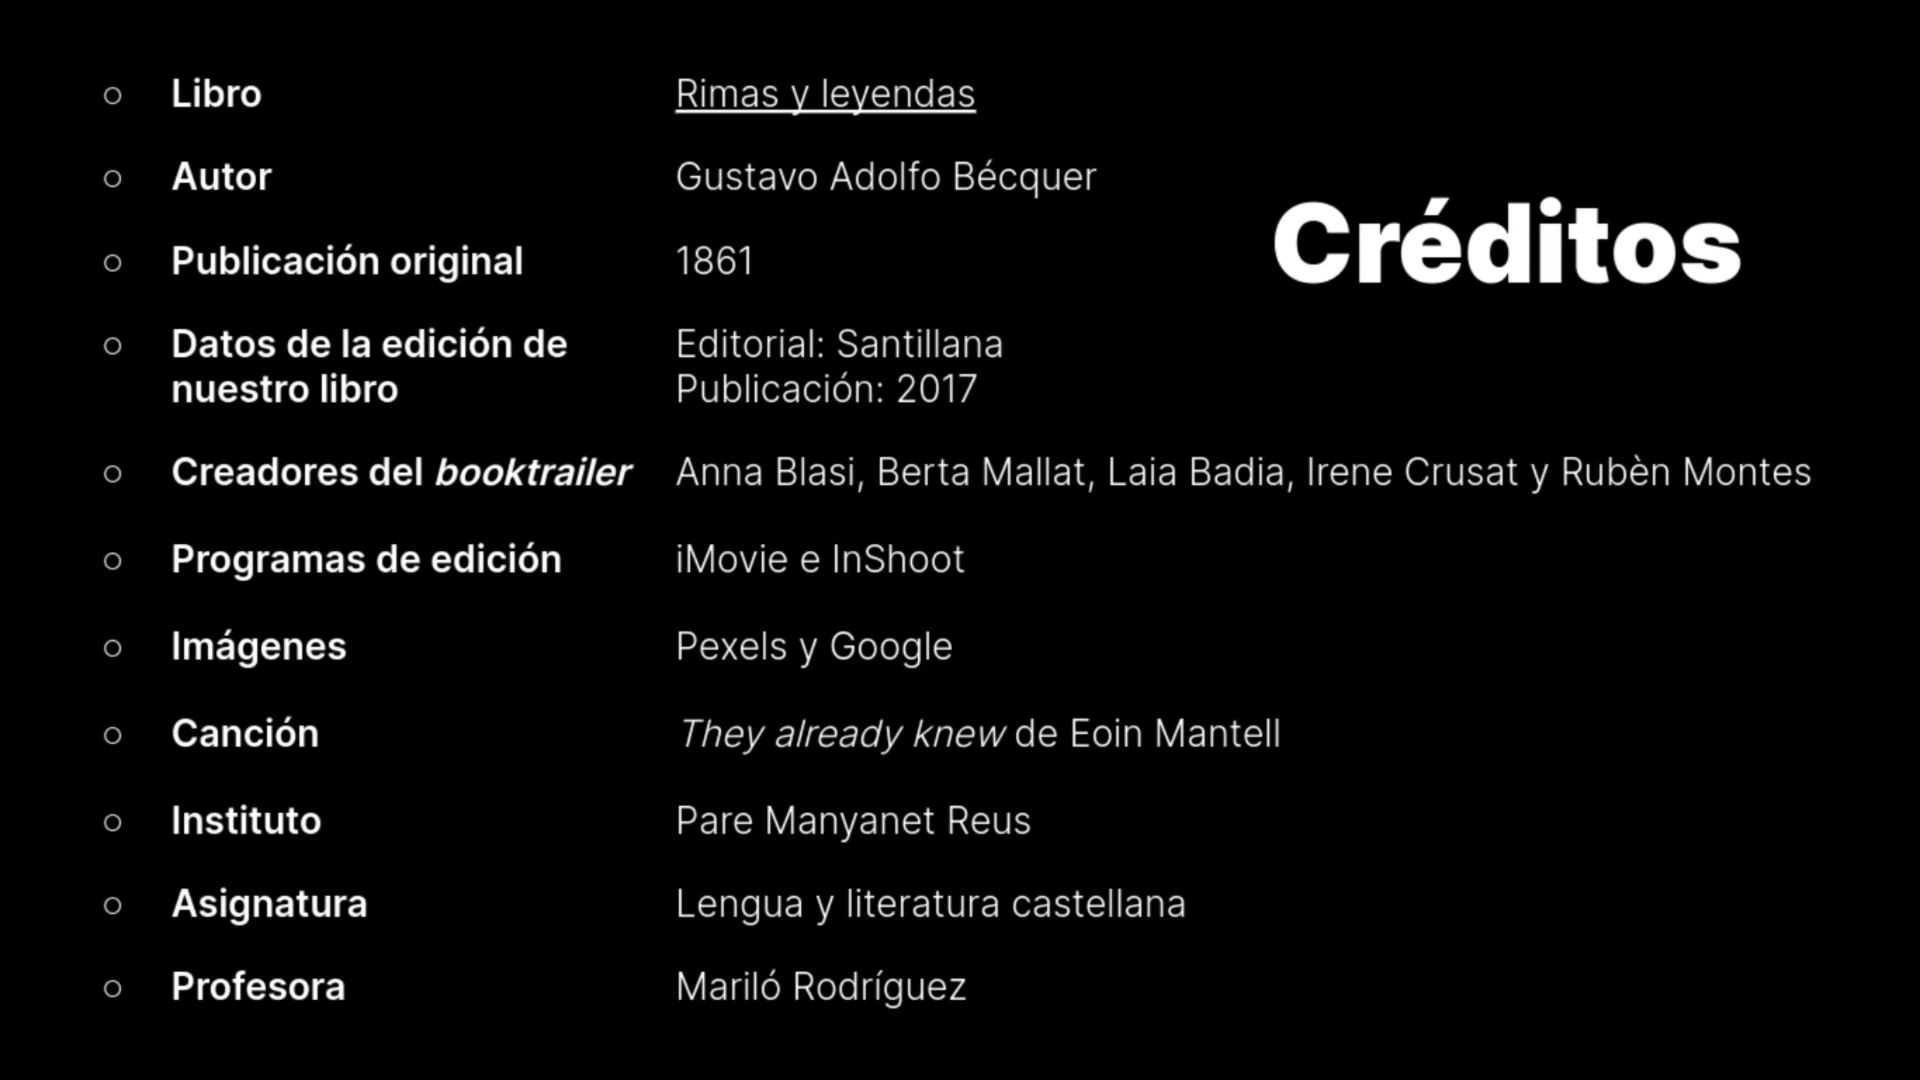 Créditos
Libro Rimas y leyendas
Autor Gustavo Adolfo Bécquer
Publicación original 1861
Datos de la edición de Editorial: Santillana
nuestro libro Publicación: 2017
Creadores del booktrailer Anna Blasi, Berta Mallat, Laia Badia, Irene Crusat y Rubèn Montes
Programas de edición iMovie e InShoot
Imágenes Pexels y Google
Canción They already knew de Eoin Mantell
Instituto Pare Manyanet Reus
Asignatura Lengua y literatura castellana
Profesora Mariló Rodríguez